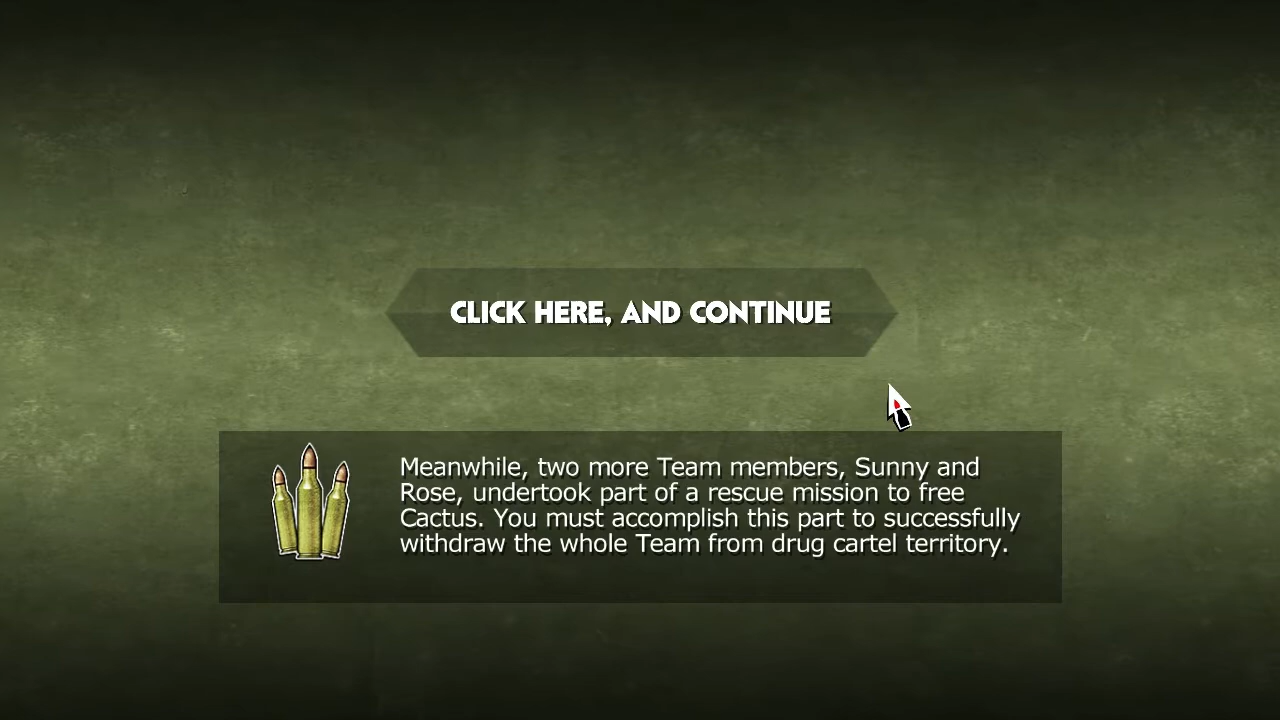 CLICK HERE, AND CONTINUE
Meanwhile, two more Team members, Sunny and
Rose, undertook part of a rescue mission to free
Cactus. You must accomplish this part to successfully
withdraw the whole Team from drug cartel territory.